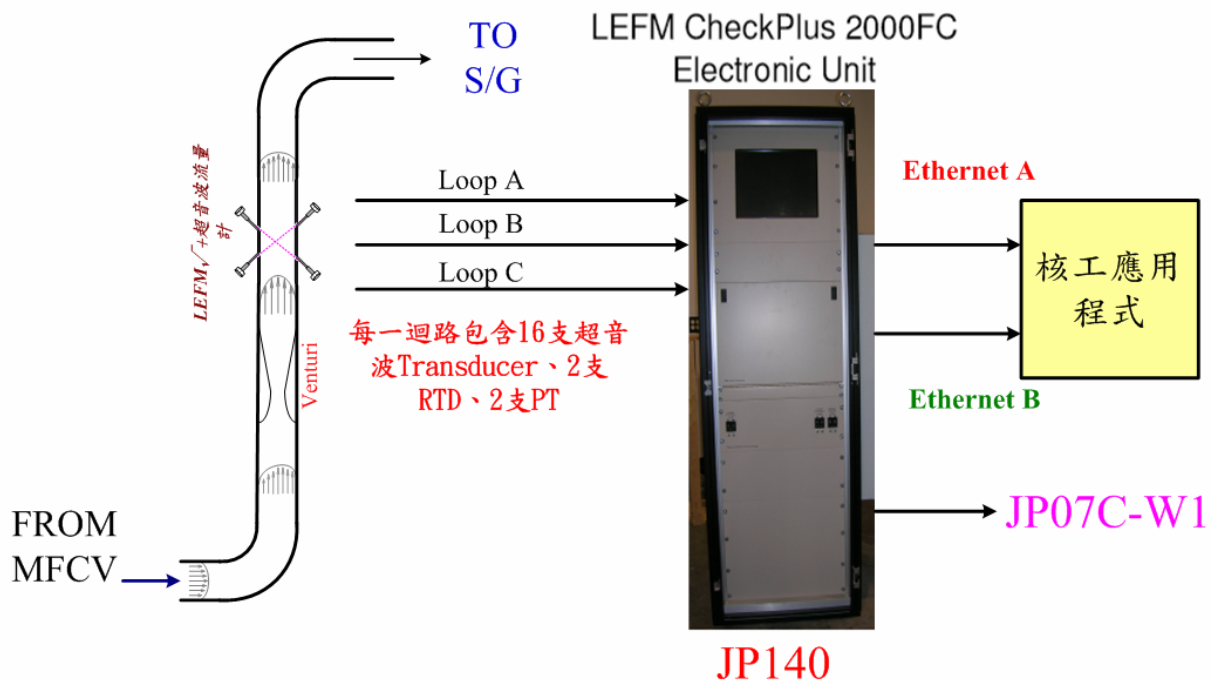 LEFM CheckPlus 2000FC
Electronic Unit
TO
S/G
LEFM√+超音波流量
計
Loop A
Loop B
Loop C
每一迴路包含16支超音
波Transducer、2支
RTD、2支PT
Venturi
FROM
MFCV
Ethernet A
核工應用
程式
Ethernet B
JP07C-W1
JP140